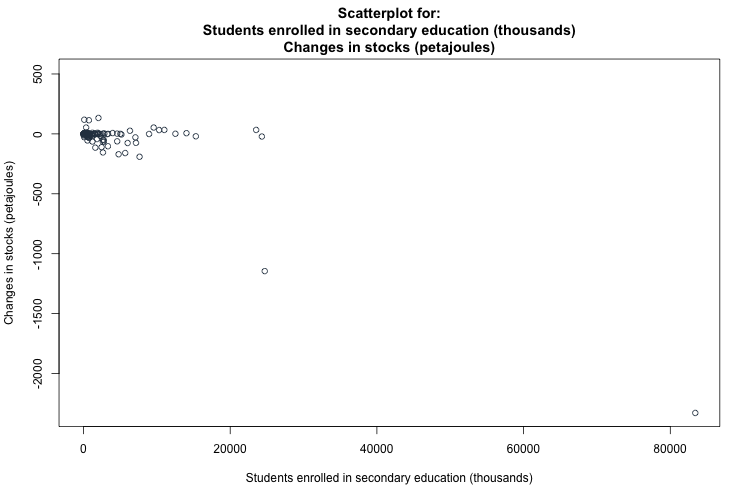 Scatterplot for:
Students enrolled in secondary education (thousands)
Changes in stocks (petajoules)
Changes in stocks (petajoules)
500
0
-500
-1000
-1500
-2000
0
20000
40000
60000
80000
Students enrolled in secondary education (thousands)